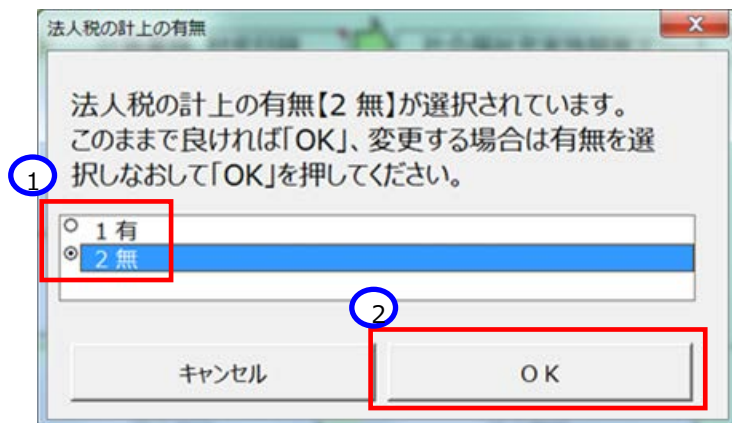 法人税の計上の有無
法人税の計上の有無【2 無】が選択されています。
このままで良ければ「OK」、変更する場合は有無を選
択しなおして「OK」を押してください。
1
1 有
2 無
2
キャンセル
OK